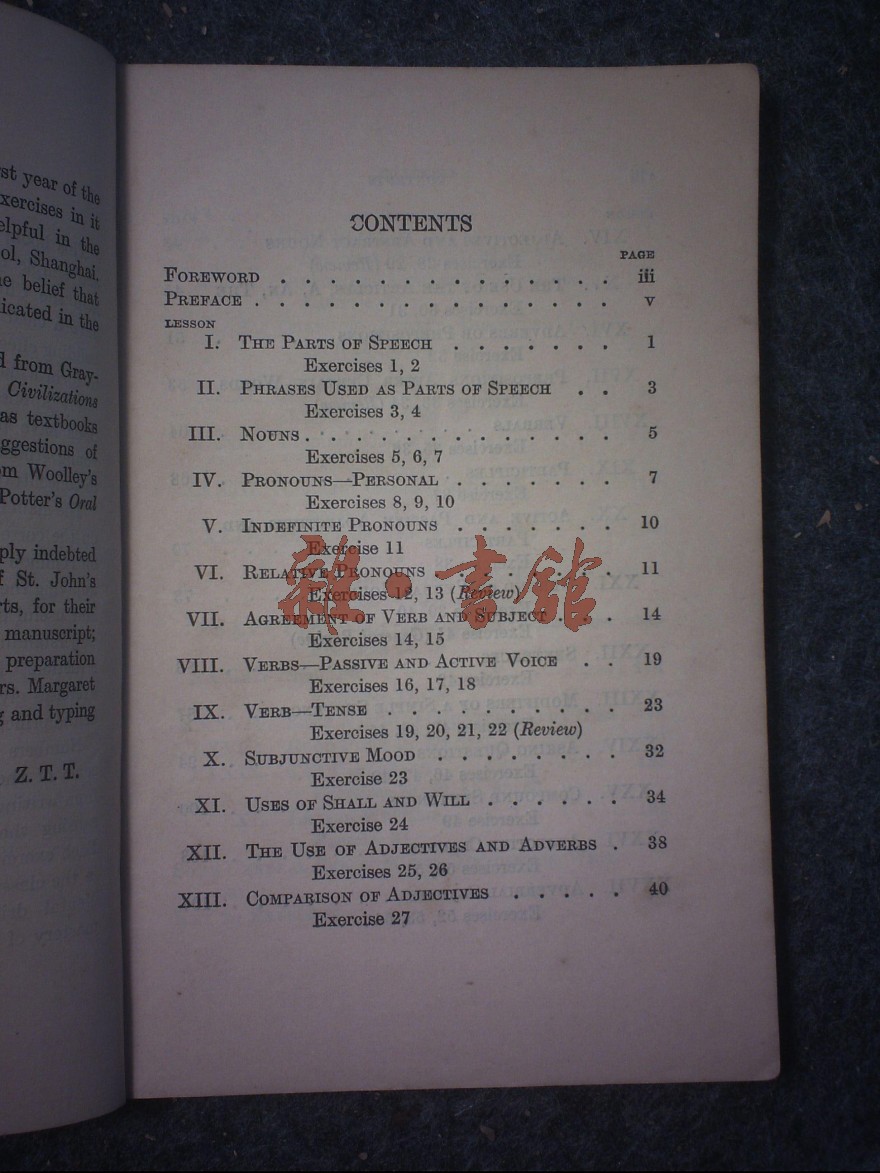 rst year of the
xercises in it
elpful in the
ol, Shanghai.
e belief that
icated in the
d from Gray-
Civilizations
as textbooks
ggestions of
m Woolley's
Potter's Oral
ply indebted
f St. John's
rts, for their
manuscript;
preparation
rs. Margaret
g and typing
Z. T. T.
CONTENTS
PAGE
FOREWORD . . . . . . . . . . . . . . iii
PREFACE . . . . . . . . . . . . . . . v
LESSON
I. THE PARTS OF SPEECH . . . . . . . 1
Exercises 1, 2
II. PHRASES USED AS PARTS OF SPEECH . . 3
Exercises 3, 4
III. NOUNS . . . . . . . . . . . . . 5
Exercises 5, 6, 7
IV. PRONOUNS—PERSONAL . . . . . . . 7
Exercises 8, 9, 10
V. INDEFINITE PRONOUNS . . . . . . . 10
Exercise 11
VI. RELATIVE PRONOUNS . . . . . . . 11
Exercises 12, 13 (Review)
VII. AGREEMENT OF VERB AND SUBJECT . . . 14
Exercises 14, 15
VIII. VERBS—PASSIVE AND ACTIVE VOICE . . 19
Exercises 16, 17, 18
IX. VERB—TENSE . . . . . . . . . . 23
Exercises 19, 20, 21, 22 (Review)
X. SUBJUNCTIVE MOOD . . . . . . . . 32
Exercise 23
XI. USES OF SHALL AND WILL . . . . . . 34
Exercise 24
XII. THE USE OF ADJECTIVES AND ADVERBS . 38
Exercises 25, 26
XIII. COMPARISON OF ADJECTIVES . . . . . 40
Exercise 27
雜·書館